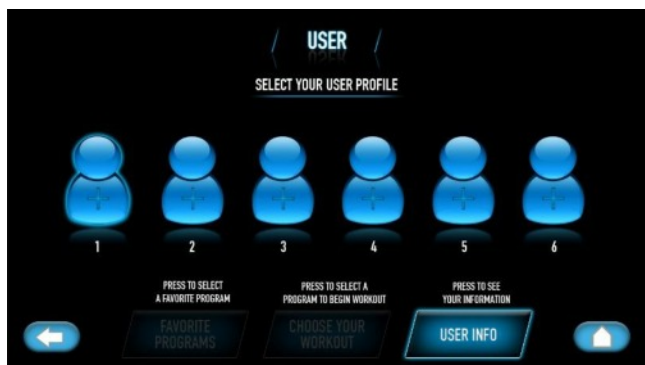 USER
SELECT YOUR USER PROFILE
1 2 3 4 5 6
PRESS TO SELECT
A FAVORITE PROGRAM
FAVORITE
PROGRAMS
PRESS TO SELECT A
PROGRAM TO BEGIN WORKOUT
CHOOSE YOUR
WORKOUT
PRESS TO SEE
YOUR INFORMATION
USER INFO